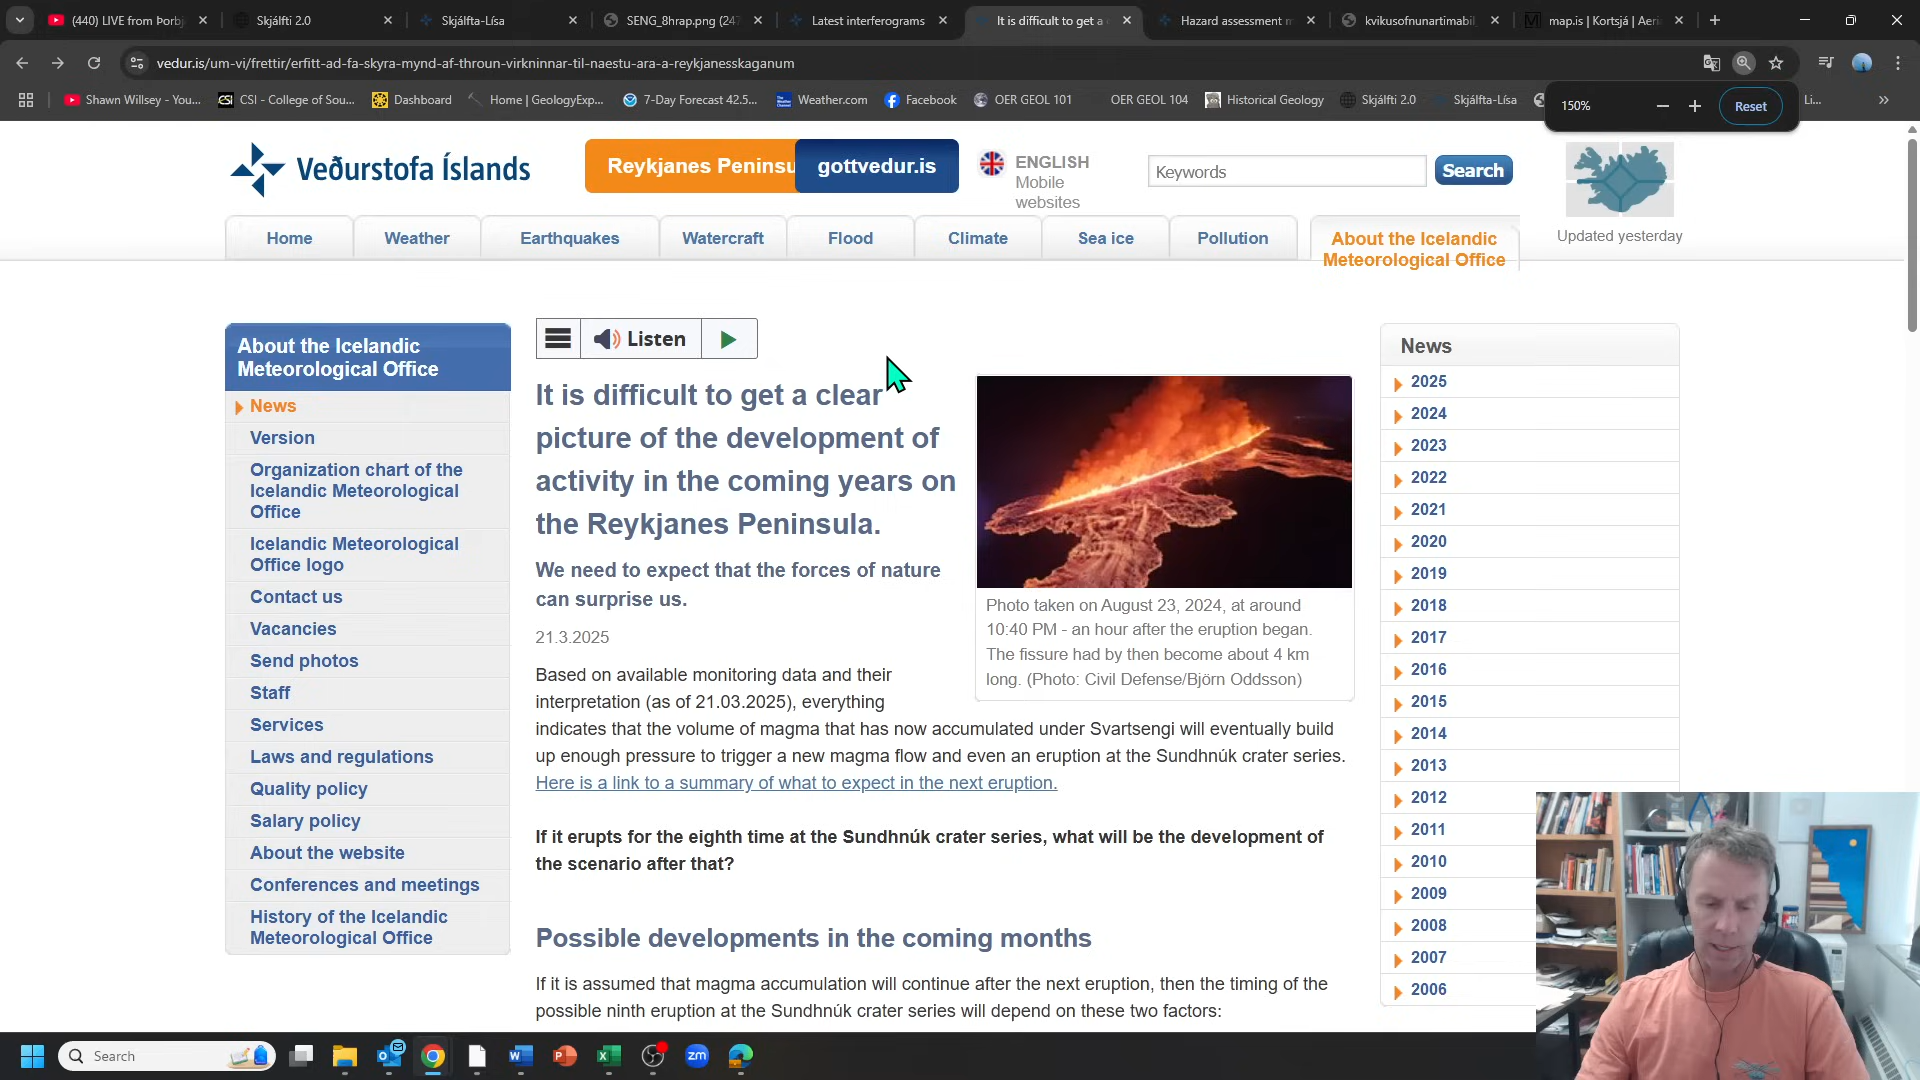 (440) LIVE from Þorbj
Skjálfti 2.0
Skjálfta-Lísa
SENG_8hrap.png (24
Latest interferograms
It is difficult to get a c
Hazard assessment m
kvikusofnunartimabil
map.is | Kortsjá | Aeri
vedur.is/um-vi/frettir/erfitt-ad-fa-skyra-mynd-af-throun-virkninnar-til-naestu-ara-a-reykjanesskaganum
Shawn Willsey - You...
CSI - College of Sou...
Dashboard
Home | GeologyExp...
7-Day Forecast 42.5...
Weather.com
Facebook
OER GEOL 101
OER GEOL 104
Historical Geology
Skjálfti 2.0
Skjálfta-Lísa
Li...
150%
Reset
Veðurstofa Íslands
Reykjanes Peninsu
gottvedur.is
ENGLISH
Mobile
websites
Keywords
Search
Updated yesterday
Home
Weather
Earthquakes
Watercraft
Flood
Climate
Sea ice
Pollution
About the Icelandic
Meteorological Office
About the Icelandic
Meteorological Office
News
Version
Organization chart of the
Icelandic Meteorological
Office
Icelandic Meteorological
Office logo
Contact us
Vacancies
Send photos
Staff
Services
Laws and regulations
Quality policy
Salary policy
About the website
Conferences and meetings
History of the Icelandic
Meteorological Office
Listen
It is difficult to get a clear
picture of the development of
activity in the coming years on
the Reykjanes Peninsula.
We need to expect that the forces of nature
can surprise us.
21.3.2025
Photo taken on August 23, 2024, at around
10:40 PM - an hour after the eruption began.
The fissure had by then become about 4 km
long. (Photo: Civil Defense/Björn Oddsson)
Based on available monitoring data and their
interpretation (as of 21.03.2025), everything
indicates that the volume of magma that has now accumulated under Svartsengi will eventually build
up enough pressure to trigger a new magma flow and even an eruption at the Sundhnúk crater series.
Here is a link to a summary of what to expect in the next eruption.
If it erupts for the eighth time at the Sundhnúk crater series, what will be the development of
the scenario after that?
Possible developments in the coming months
If it is assumed that magma accumulation will continue after the next eruption, then the timing of the
possible ninth eruption at the Sundhnúk crater series will depend on these two factors:
News
2025
2024
2023
2022
2021
2020
2019
2018
2017
2016
2015
2014
2013
2012
2011
2010
2009
2008
2007
2006
Search